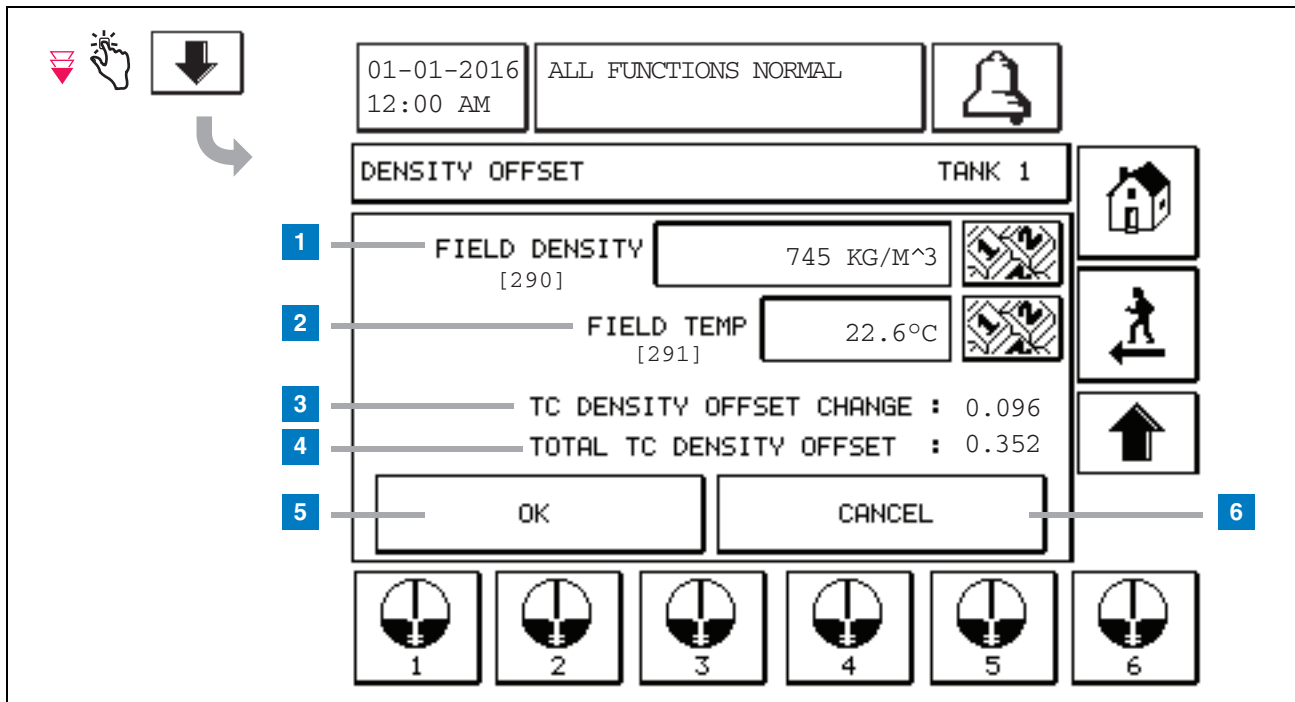 01-01-2016
12:00 AM
ALL FUNCTIONS NORMAL
DENSITY OFFSET TANK 1
1 FIELD DENSITY 745 KG/M^3
[290]
2 FIELD TEMP 22.6°C
[291]
3 TC DENSITY OFFSET CHANGE : 0.096
4 TOTAL TC DENSITY OFFSET : 0.352
5 OK CANCEL 6
1 2 3 4 5 6